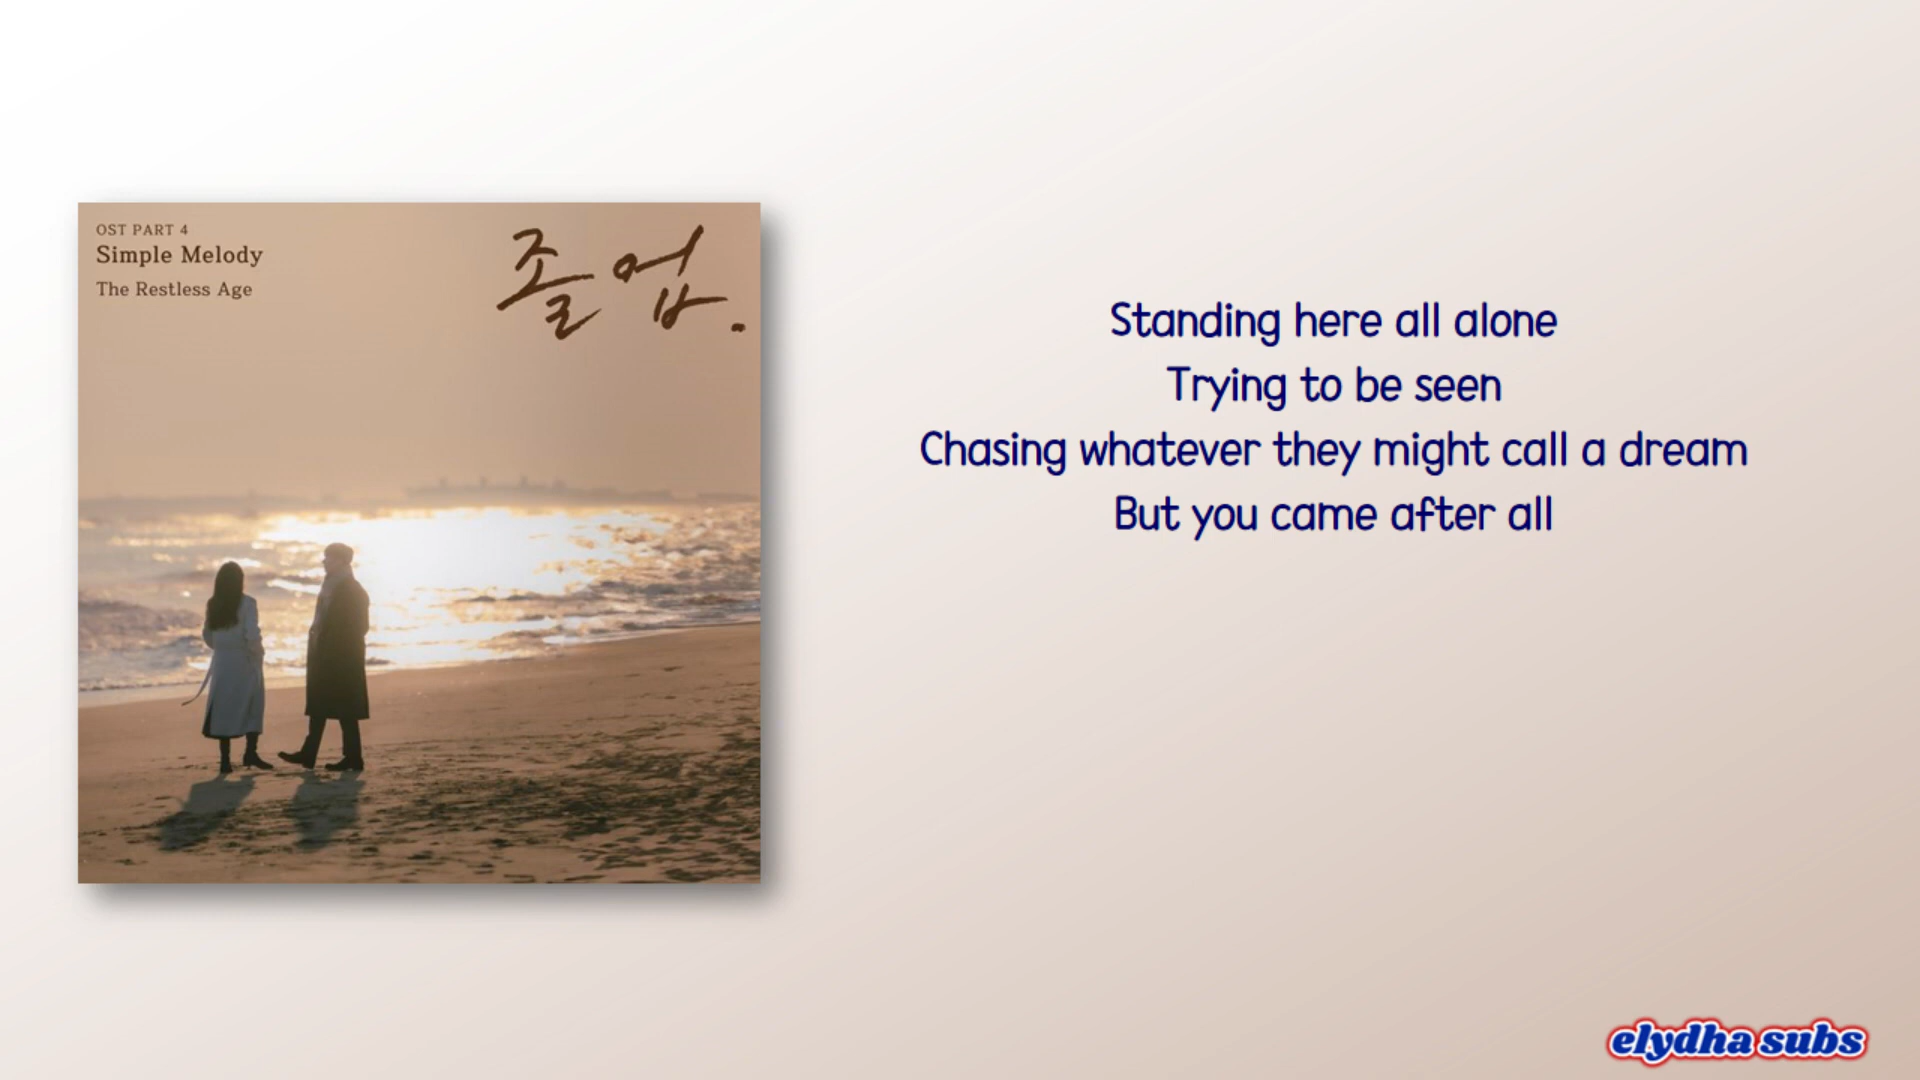 OST PART 4
Simple Melody
The Restless Age
졸업.
Standing here all alone
Trying to be seen
Chasing whatever they might call a dream
But you came after all
elydha subs